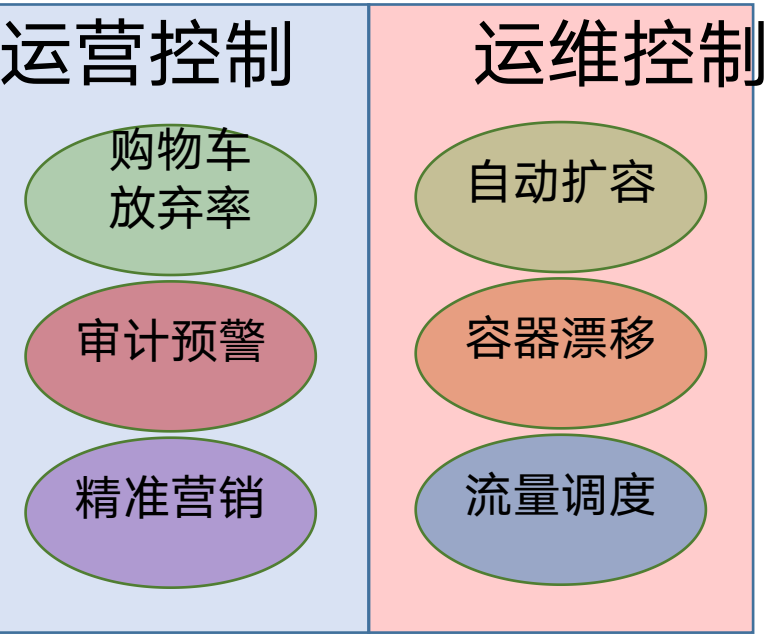 运营控制
购物车
放弃率
审计预警
精准营销
运维控制
自动扩容
容器漂移
流量调度